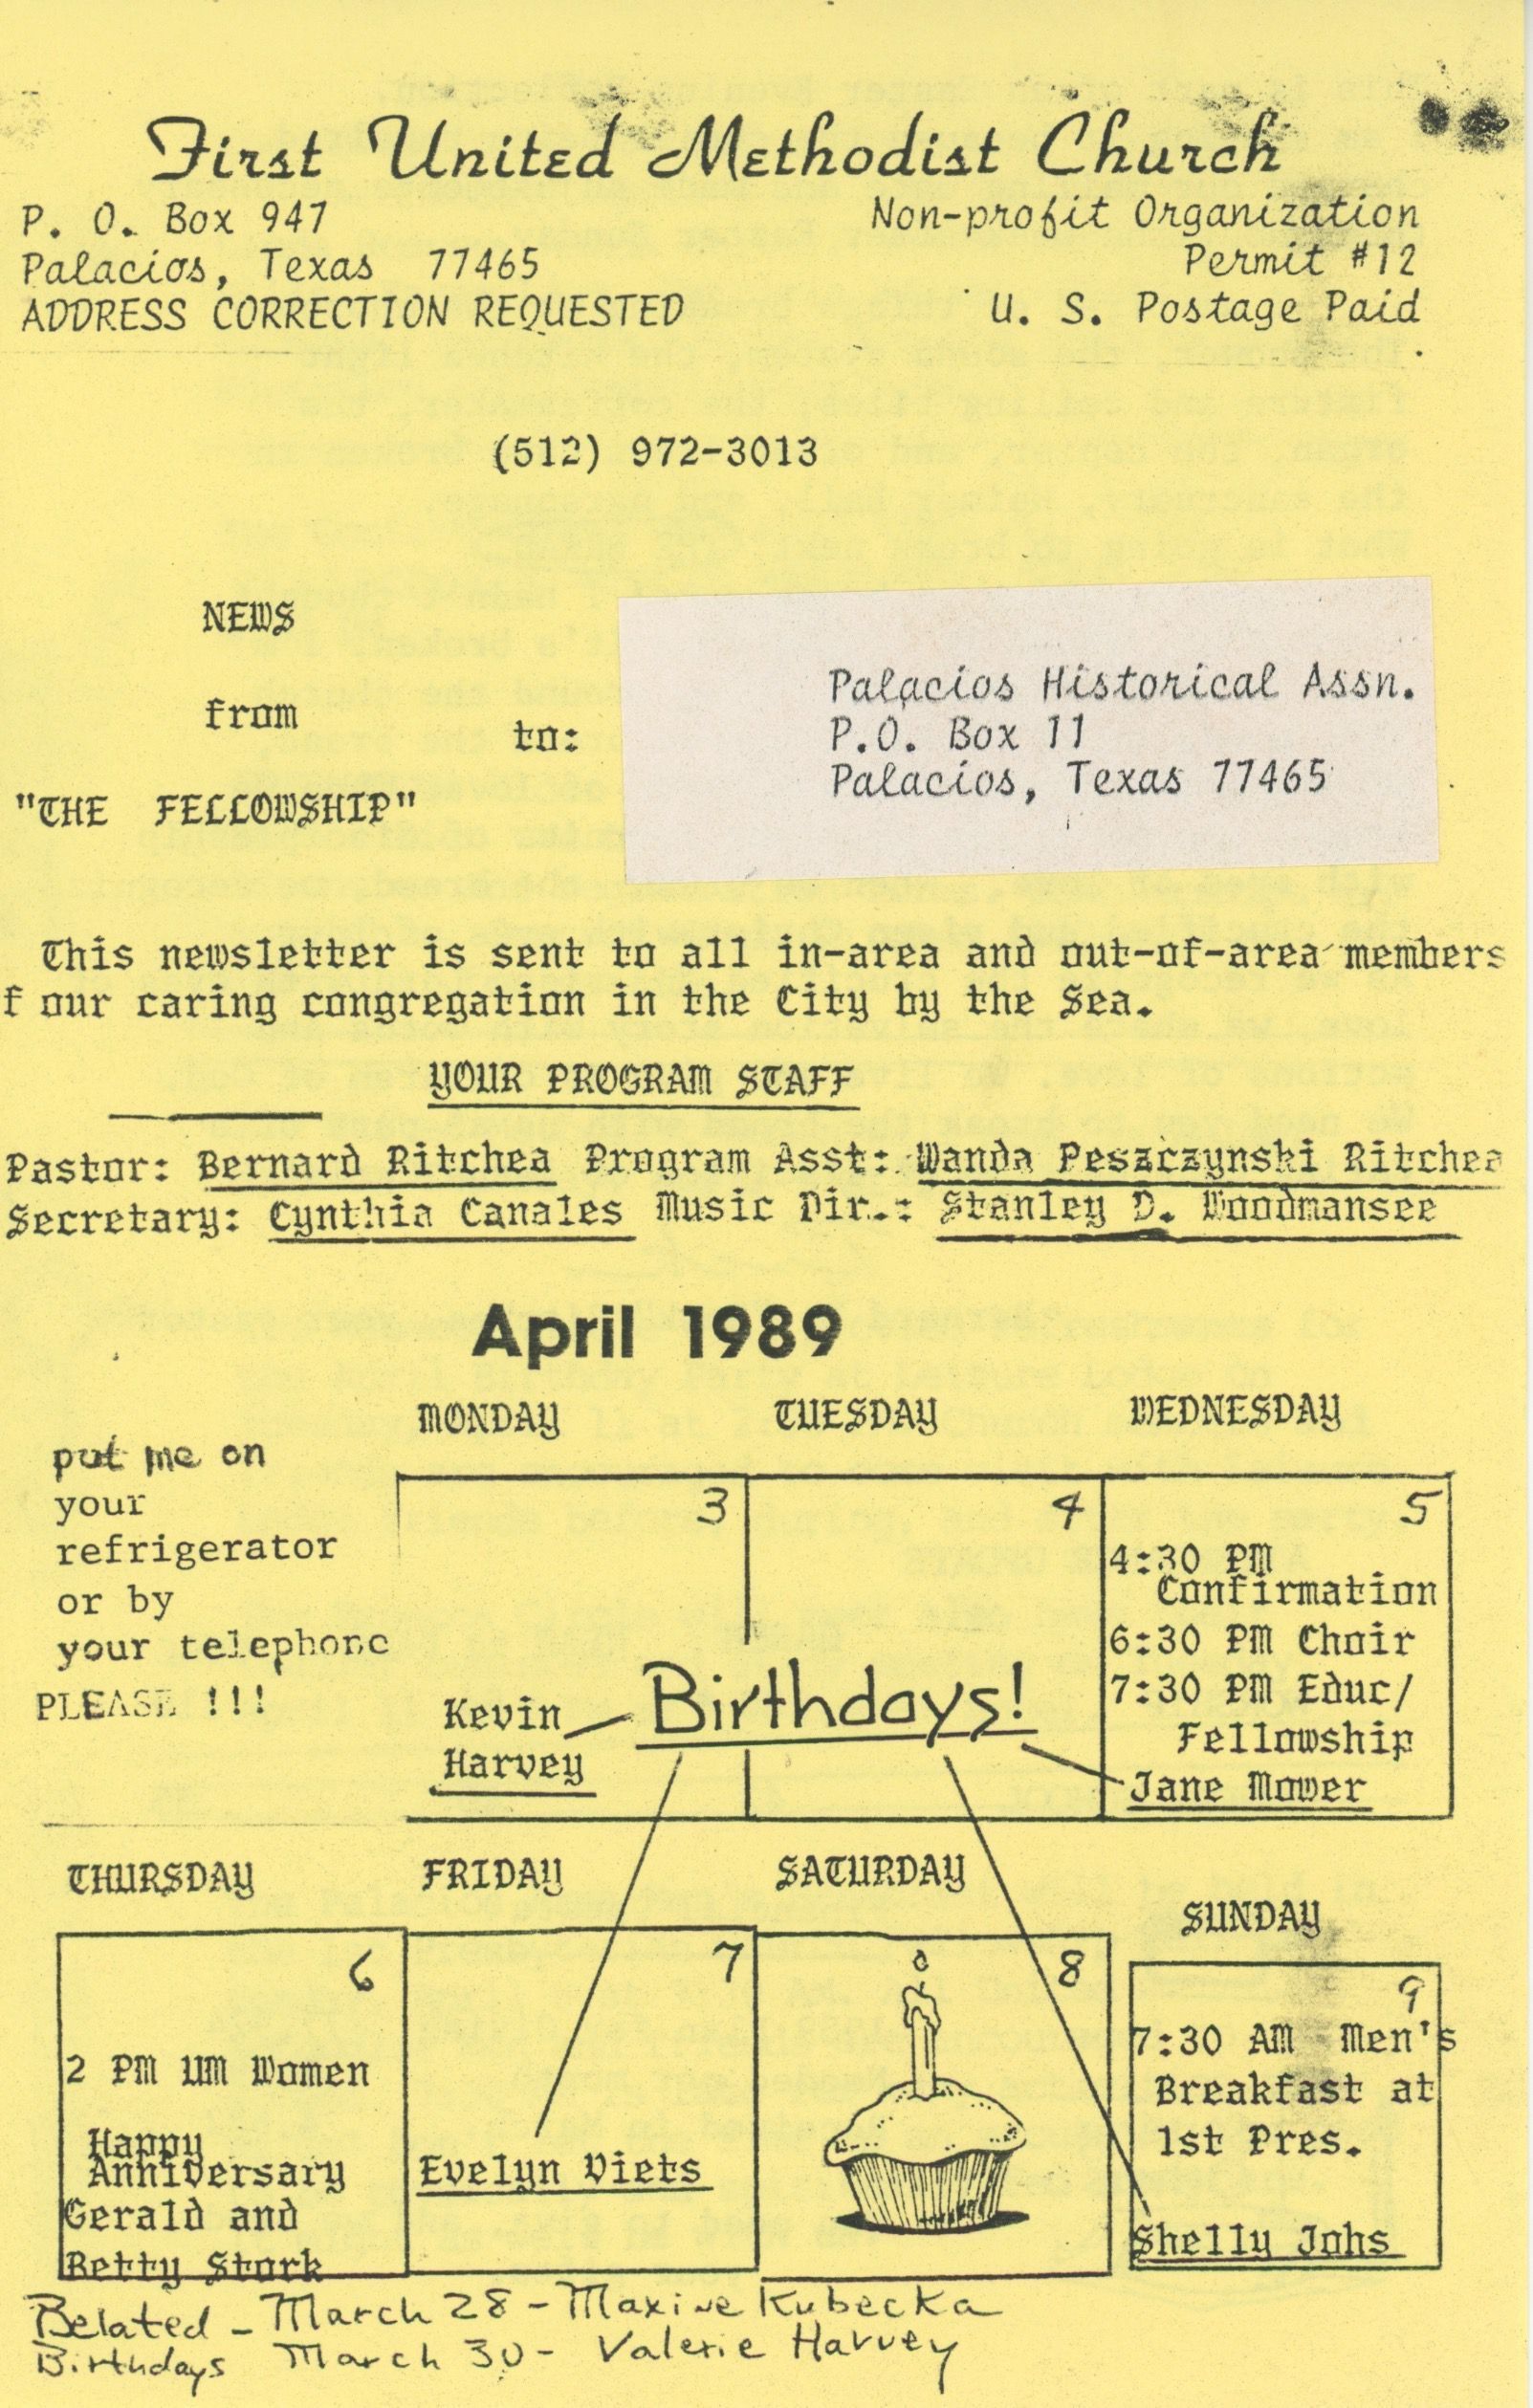 First United Methodist Church
P. O. Box 947
Palacios, Texas 77465
ADDRESS CORRECTION REQUESTED
Non-profit Organization
Permit #12
U. S. Postage Paid
(512) 972-3013
NEWS
from
"THE FELLOWSHIP"
to:
Palacios Historical Assn.
P.O. Box 11
Palacios, Texas 77465
This newsletter is sent to all in-area and out-of-area members
f our caring congregation in the City by the Sea.
YOUR PROGRAM STAFF
Pastor: Bernard Ritchea Program Asst: Wanda Peszczynski Ritchea
Secretary: Cynthia Canales Music Dir.: Stanley D. Woodmansee
April 1989
put me on
your
refrigerator
or by
your telephone
PLEASE !!!
MONDAY TUESDAY WEDNESDAY
3
4
5
4:30 PM
Confirmation
6:30 PM Choir
7:30 PM Educ/
Fellowship
Jane Mower
Birthdays!
Kevin
Harvey
THURSDAY FRIDAY SATURDAY
SUNDAY
6
2 PM UM Women
Happy
Anniversary
Gerald and
Betty Stork
7
Evelyn Viets
8
9
7:30 AM Men's
Breakfast at
1st Pres.
Shelly Johs
Belated - March 28 - Maxine Kubecka
Birthdays March 30 - Valerie Harvey